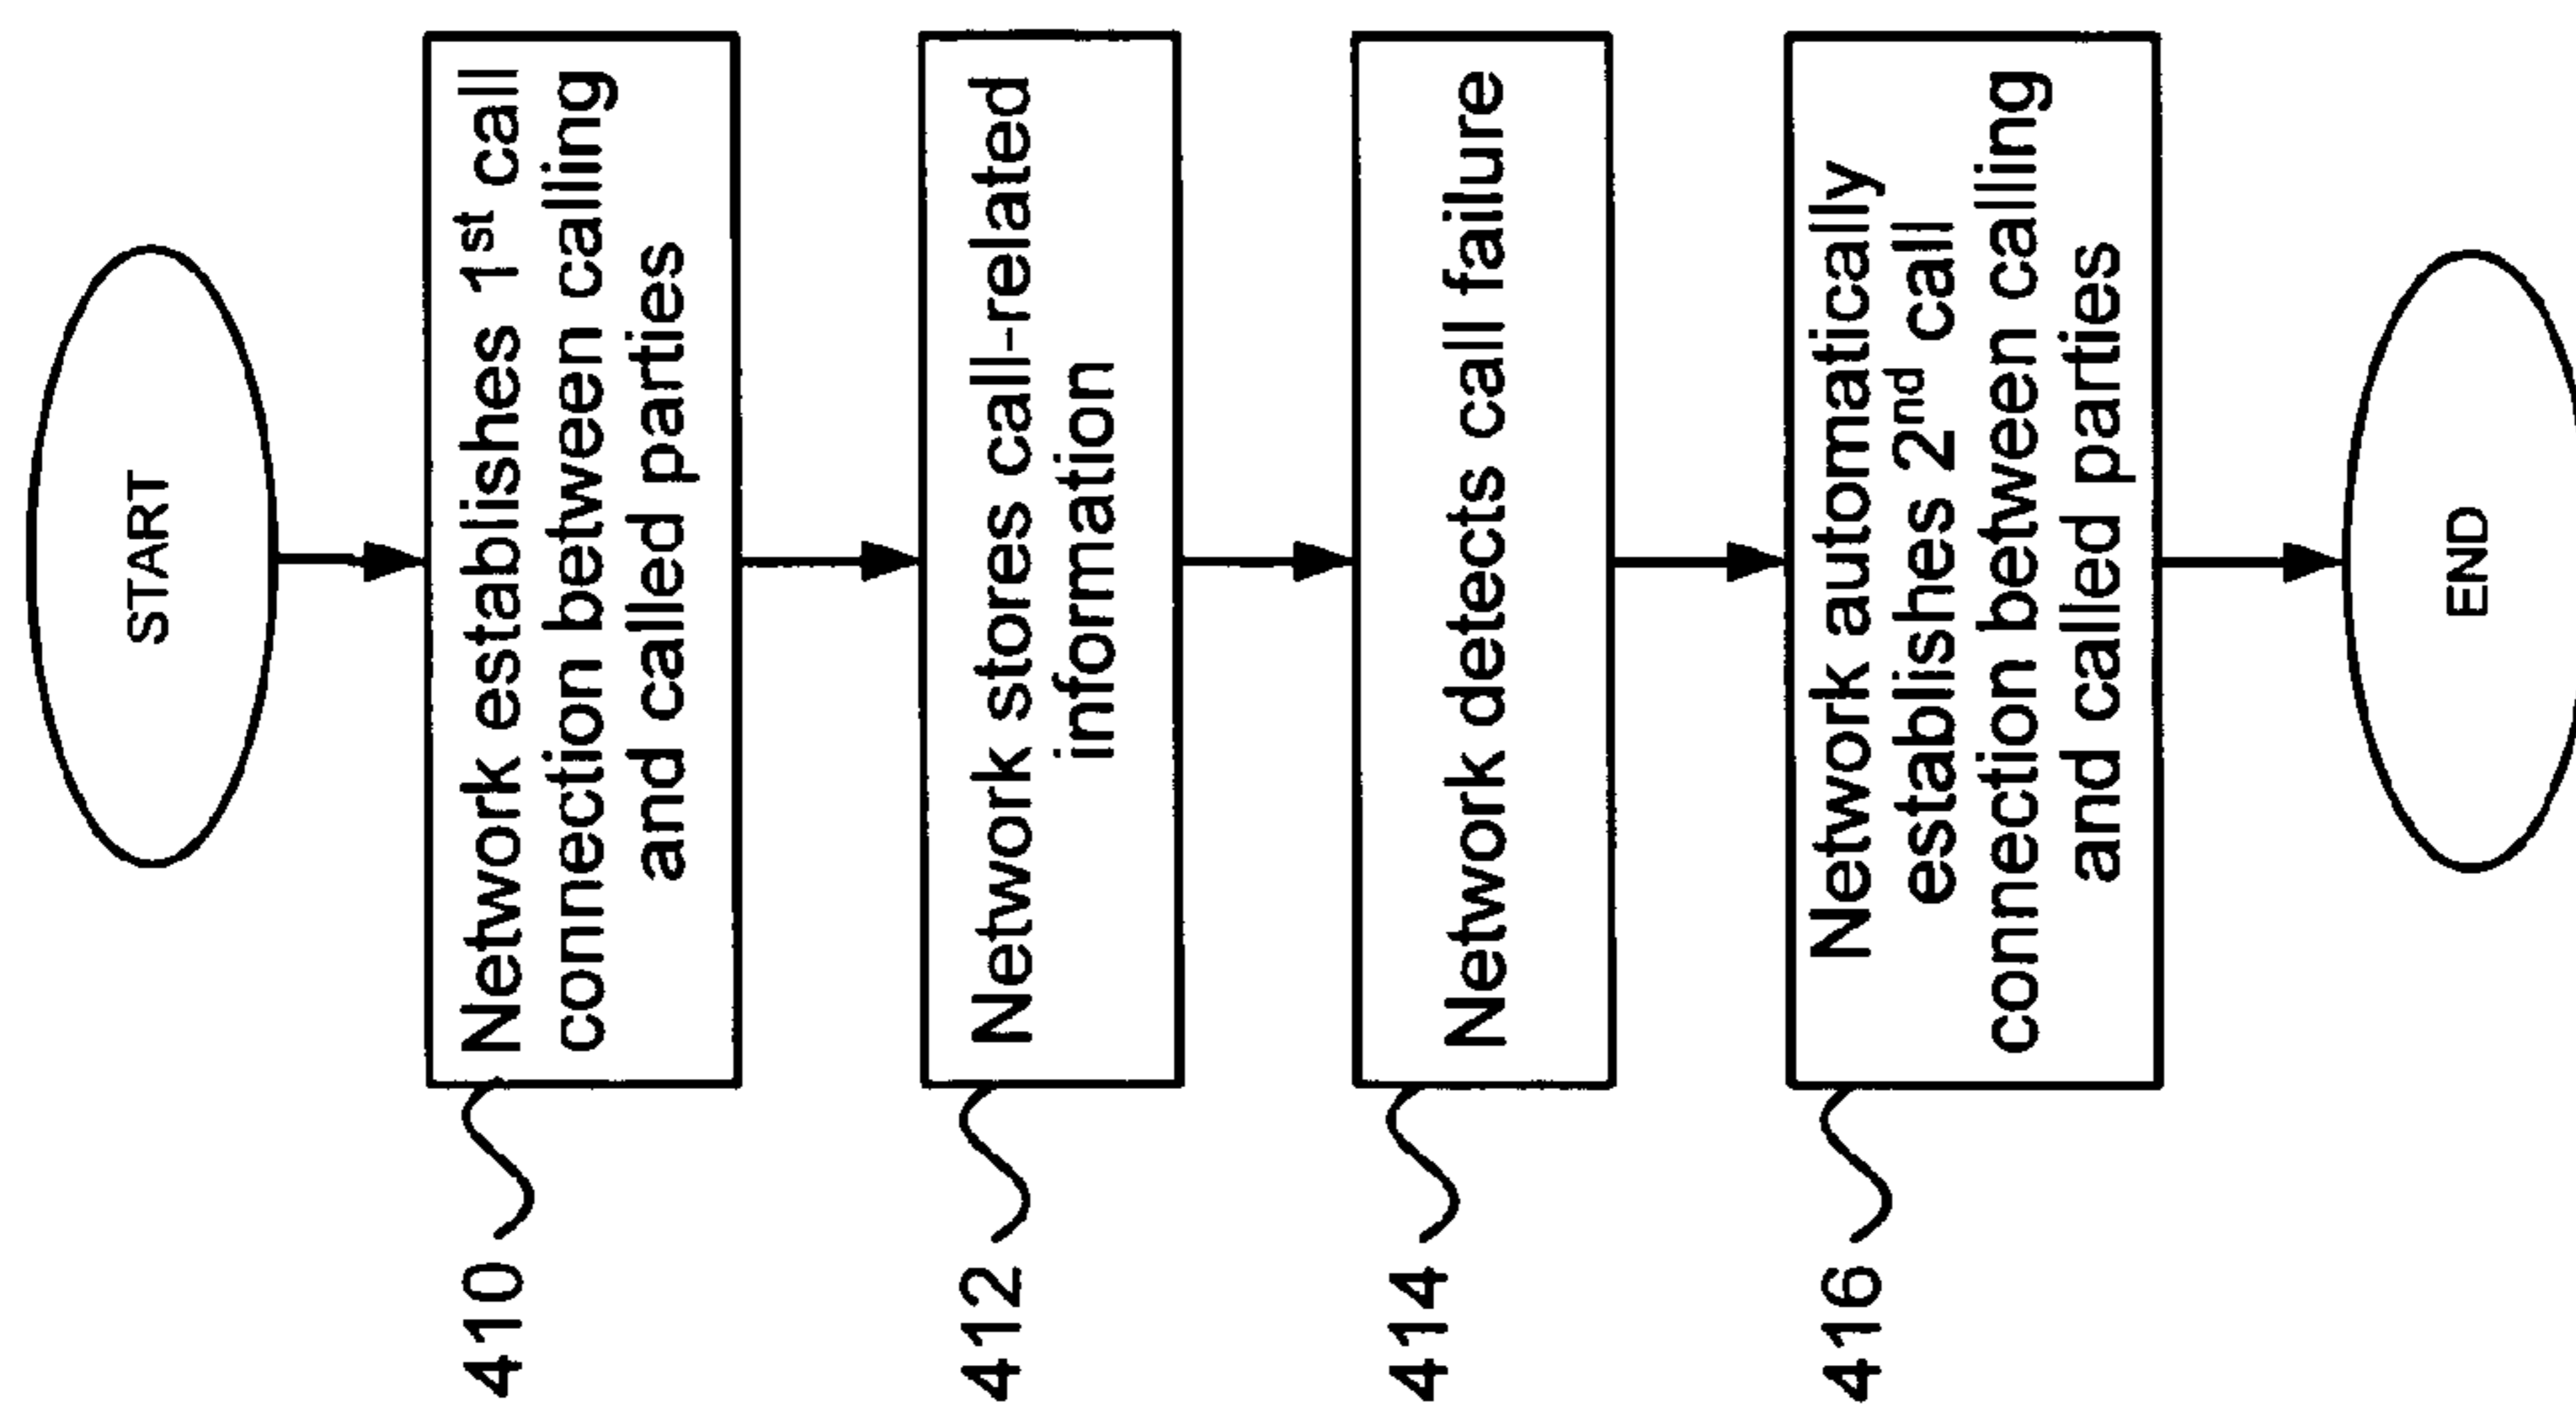 START
410
Network establishes 1st call
connection between calling
and called parties
412
Network stores call-related
information
414
Network detects call failure
416
Network automatically
establishes 2nd call
connection between calling
and called parties
END